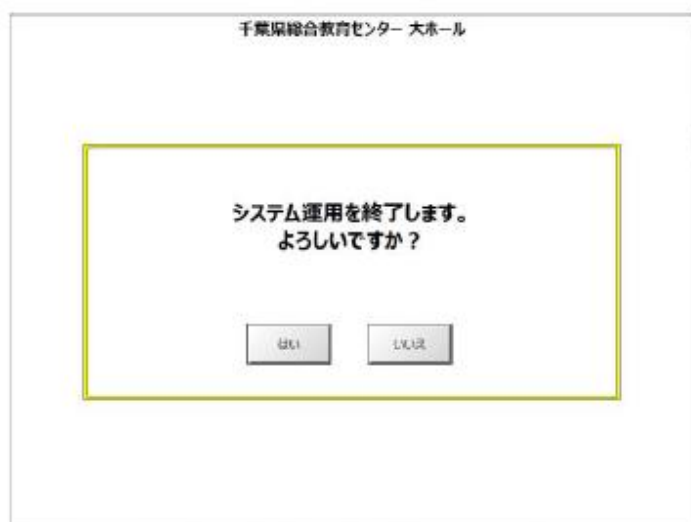 千葉県総合教育センター 大ホール
システム運用を終了します。
よろしいですか？
はい
いいえ